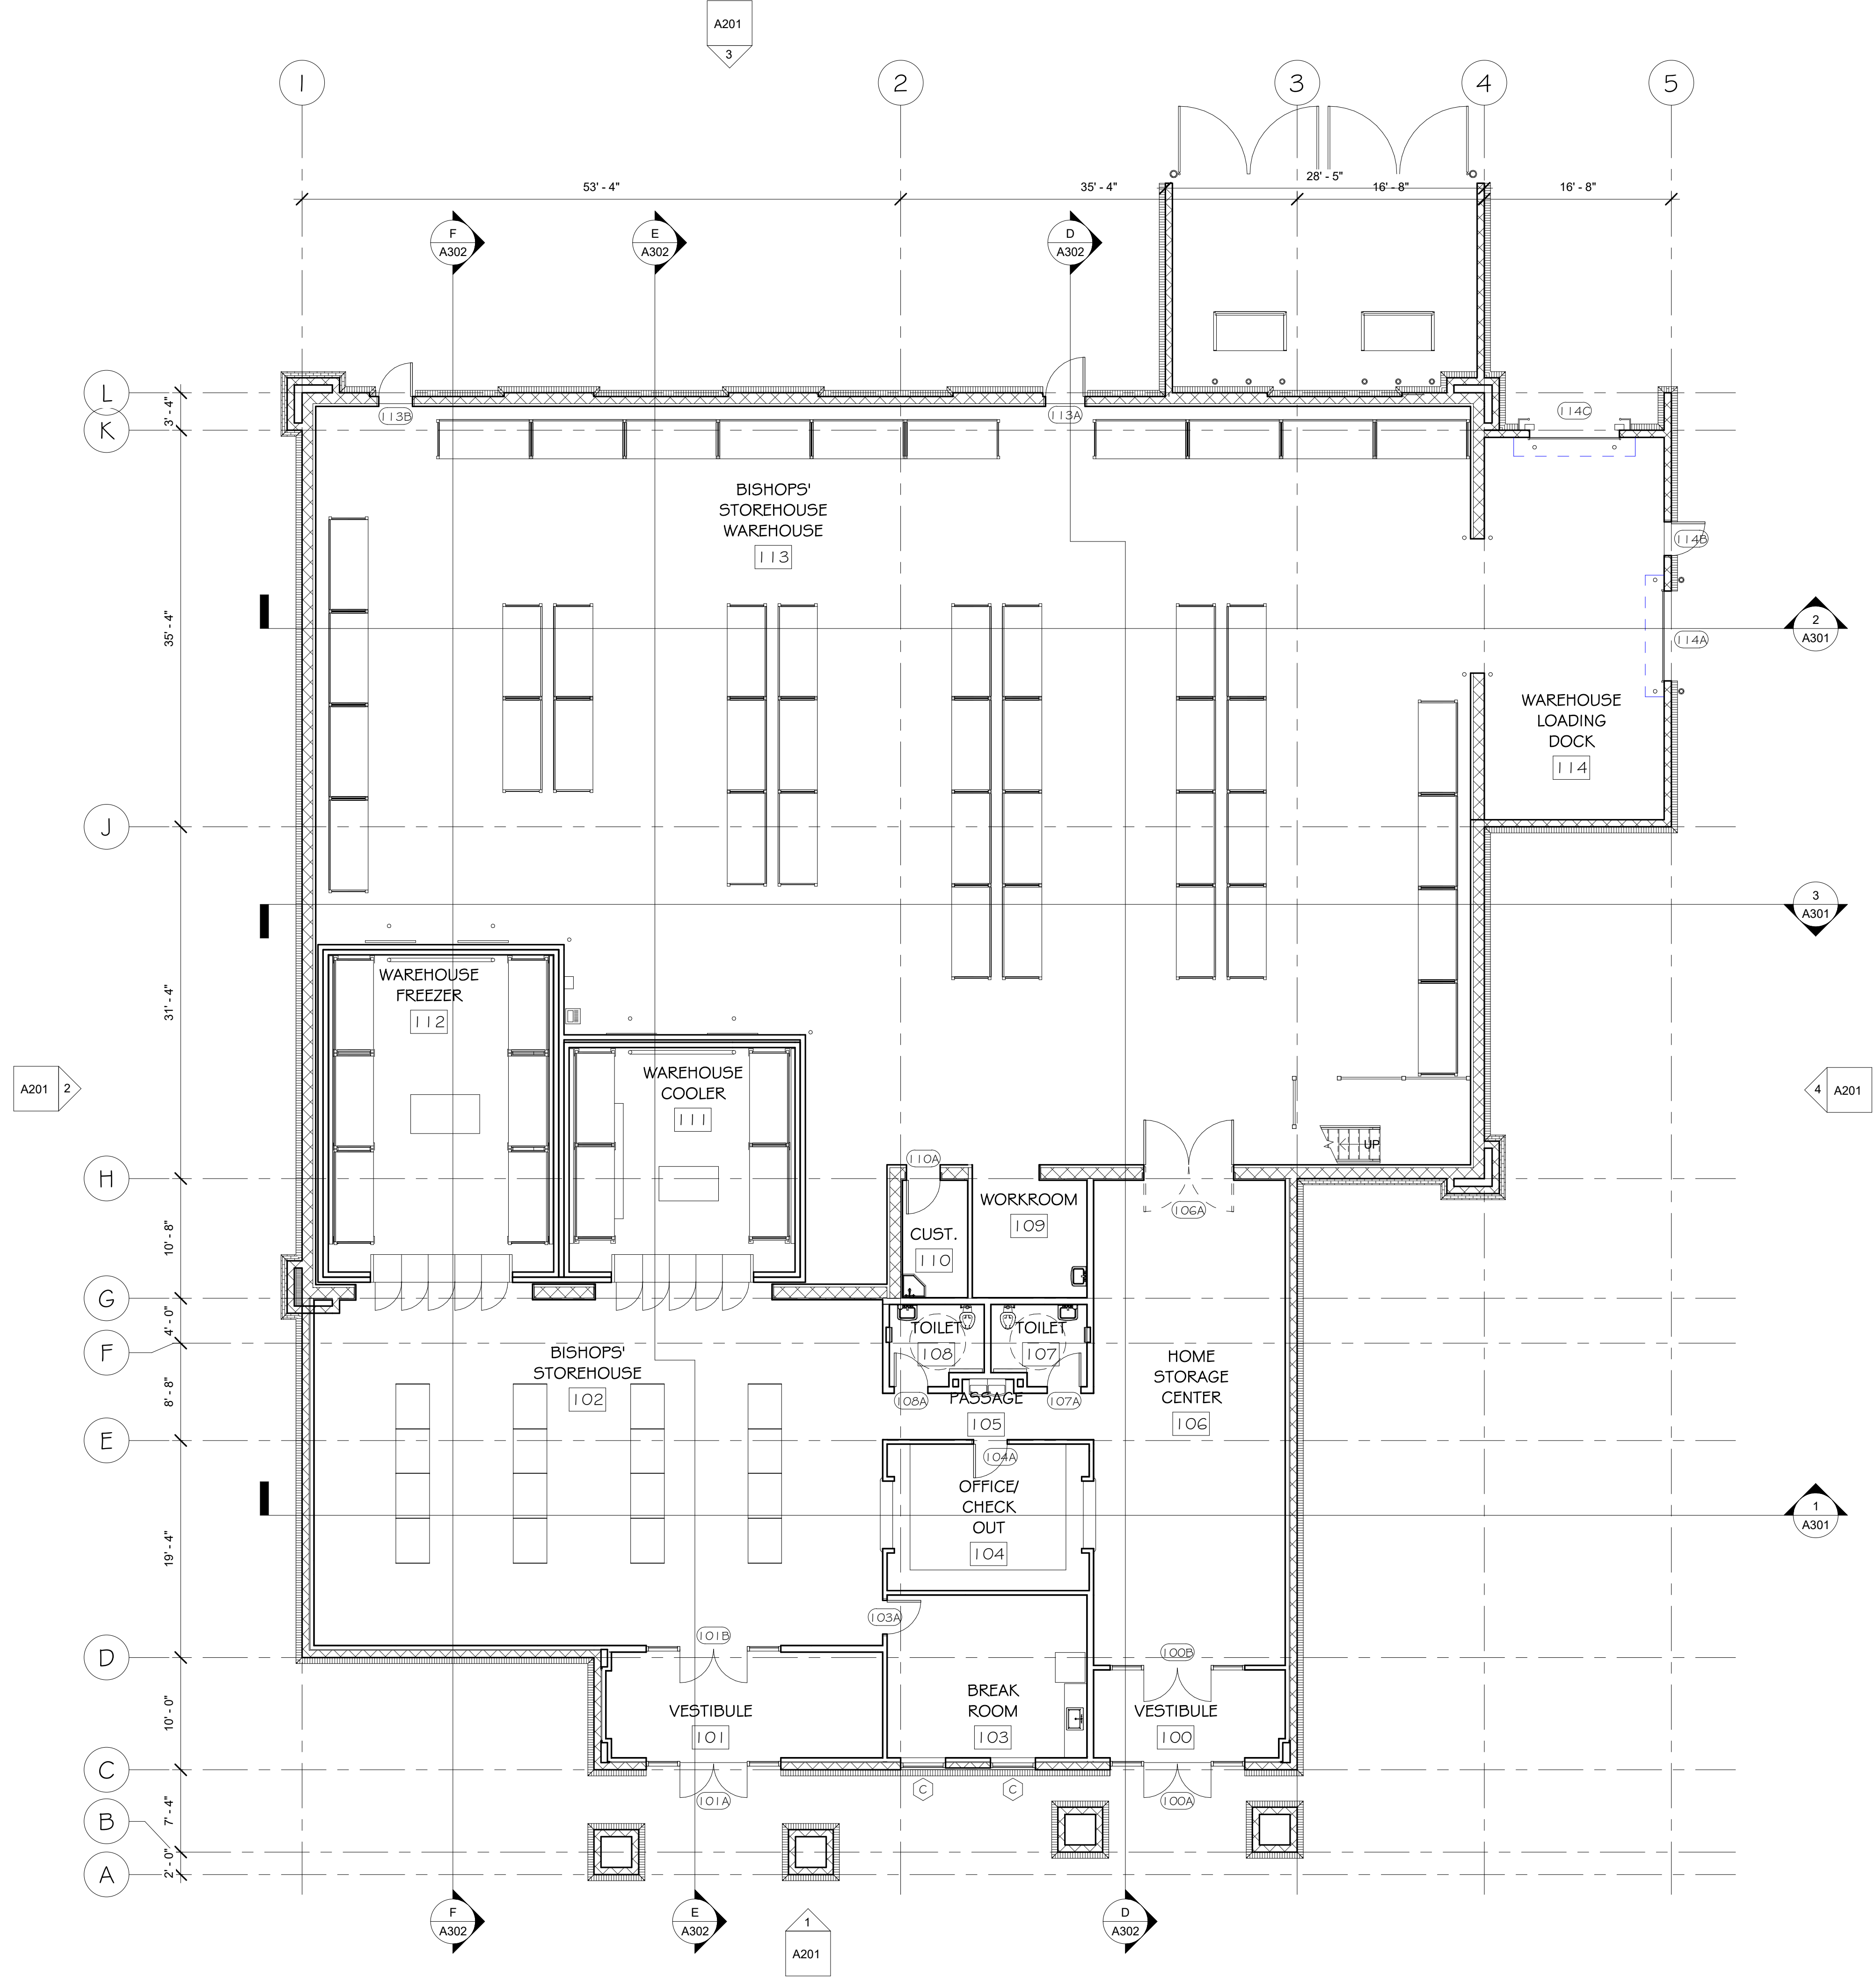 A201
3
1
2
3
4
5
28' - 5"
53' - 4"
35' - 4"
16' - 8"
16' - 8"
F
A302
E
A302
D
A302
L
K
3' - 4"
113B
113A
114C
BISHOPS'
STOREHOUSE
WAREHOUSE
113
114B
35' - 4"
2
A301
114A
WAREHOUSE
LOADING
DOCK
114
J
3
A301
WAREHOUSE
FREEZER
112
31' - 4"
WAREHOUSE
COOLER
111
A201
2
4
A201
UP
H
110A
WORKROOM
109
106A
CUST.
110
10' - 8"
G
4' - 0"
F
TOILET
108
TOILET
107
BISHOPS'
STOREHOUSE
102
HOME
STORAGE
CENTER
106
8' - 8"
108A
PASSAGE
107A
105
E
104A
OFFICE/
CHECK
OUT
104
1
A301
19' - 4"
103A
101B
D
100B
BREAK
ROOM
103
VESTIBULE
101
VESTIBULE
100
10' - 0"
C
C
C
101A
100A
7' - 4"
B
2' - 0"
A
F
A302
E
A302
1
A201
D
A302